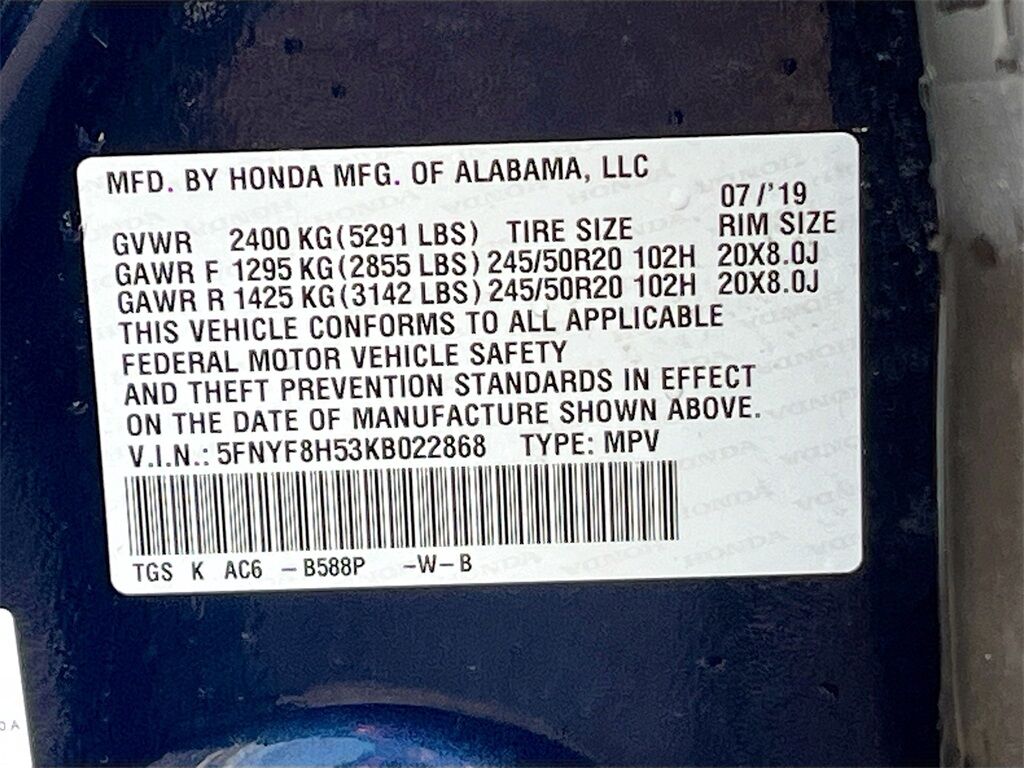 MFD. BY HONDA MFG. OF ALABAMA, LLC
07/'19
GVWR 2400 KG(5291 LBS) TIRE SIZE RIM SIZE
GAWR F 1295 KG(2855 LBS) 245/50R20 102H 20X8.0J
GAWR R 1425 KG(3142 LBS) 245/50R20 102H 20X8.0J
THIS VEHICLE CONFORMS TO ALL APPLICABLE
FEDERAL MOTOR VEHICLE SAFETY
AND THEFT PREVENTION STANDARDS IN EFFECT
ON THE DATE OF MANUFACTURE SHOWN ABOVE.
V.I.N.: 5FNYF8H53KB022868 TYPE: MPV
TGS K AC6 -B588P -W-B